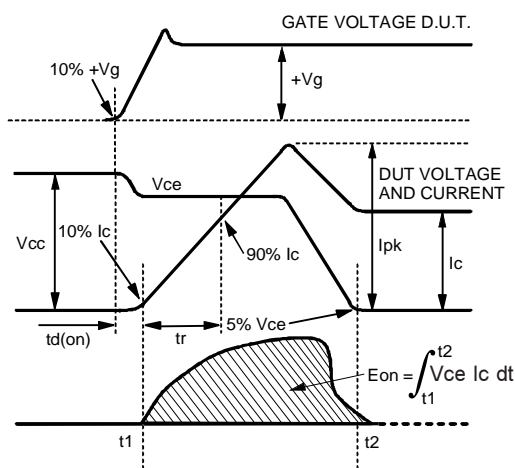 GATE VOLTAGE D.U.T.
10% +Vg
+Vg
Vce
DUT VOLTAGE
AND CURRENT
Vcc
10% Ic
90% Ic
Ipk
Ic
td(on)
tr
5% Vce
Eon = ∫ Vce Ic dt
t2
t1
t1
t2